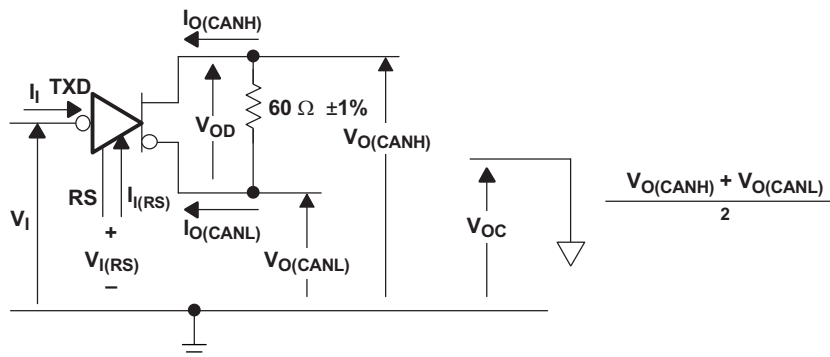 I_O(CANH)
I_I TXD
60 Ω ±1%
V_OD
V_O(CANH)
RS I_I(RS)
V_O(CANH) + V_O(CANL)
2
V_I
+
V_I(RS)
–
I_O(CANL)
V_O(CANL)
V_OC